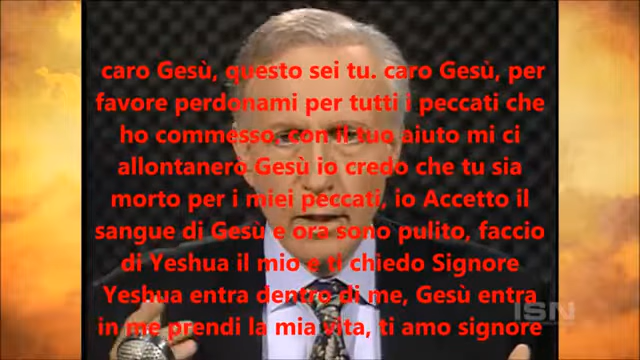 caro Gesù, questo sei tu. caro Gesù, per
favore perdonami per tutti i peccati che
ho commesso, con il tuo aiuto mi ci
allontanero Gesù io credo che tu sia
morto per i miei peccati, io Accetto il
sangue di Gesù e ora sono pulito, faccio
di Yeshua il mio e ti chiedo Signore
Yeshua entra dentro di me, Gesù entra
in me prendi la mia vita, ti amo signore
ISN